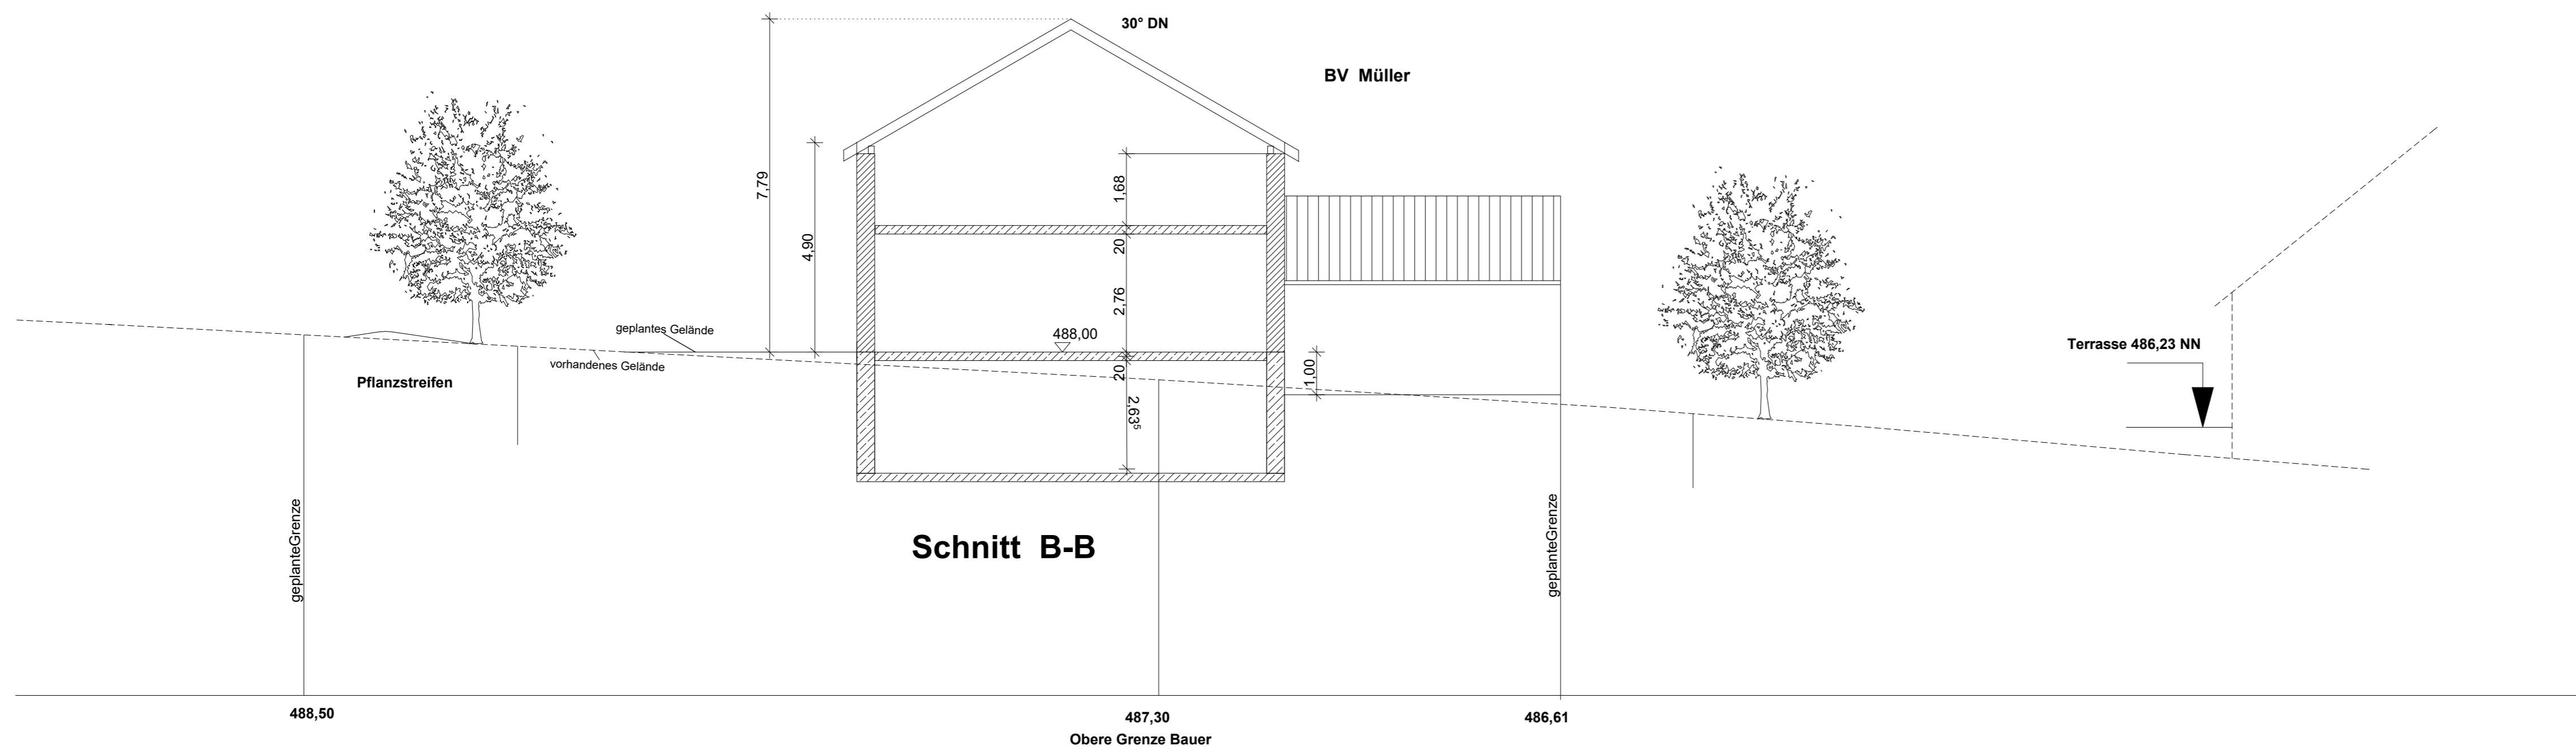 30° DN
BV Müller
7,79
4,90
1,68
20
2,76
488,00
20
2,63⁵
1,00
geplantes Gelände
vorhandenes Gelände
Pflanzstreifen
Terrasse 486,23 NN
geplanteGrenze
geplanteGrenze
Schnitt B-B
488,50
487,30
486,61
Obere Grenze Bauer